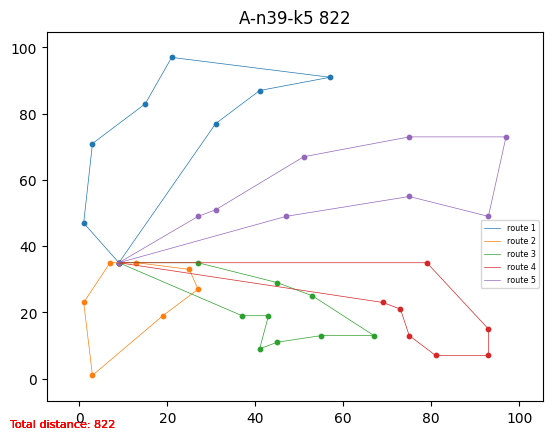 A-n39-k5 822
100
80
60
40
20
0
route 1
route 2
route 3
route 4
route 5
0 20 40 60 80 100
Total distance: 822